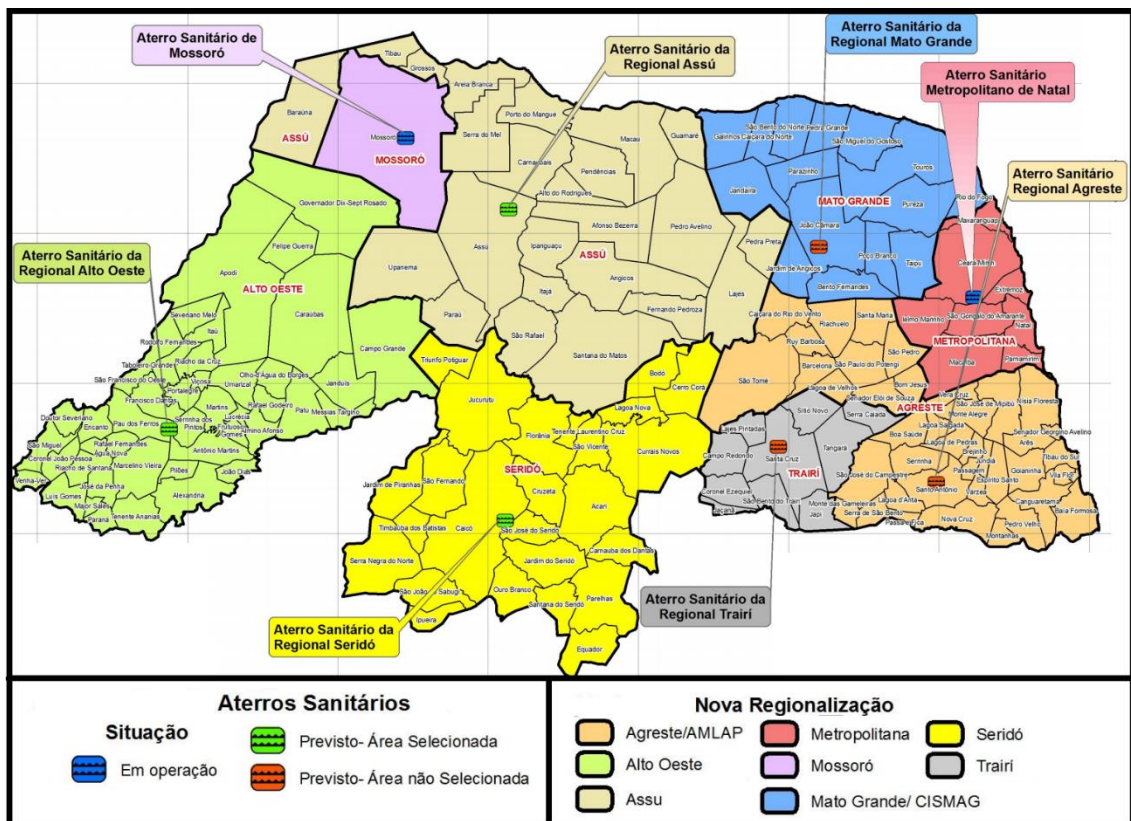 Aterro Sanitário de
Mossoró
Aterro Sanitário da
Regional Assú
Aterro Sanitário da
Regional Mato Grande
Aterro Sanitário
Metropolitano de Natal
Aterro Sanitário
Regional Agreste
Aterro Sanitário da
Regional Alto Oeste
Aterro Sanitário da
Regional Seridó
Aterro Sanitário da
Regional Trairí
Tibau
Grossos
Baraúna
ASSÚ
Mossoró
MOSSORÓ
Areia Branca
Porto do Mangue
Serra do Mel
Macau
Guamaré
Carnaubais
Pendências
Alto do Rodrigues
Afonso Bezerra
Pedro Avelino
Assu
Ipanguaçu
ASSÚ
Angicos
Itajá
Fernando Pedroza
Lajes
Pedra Preta
Upanema
Paraú
São Rafael
Santana do Matos
Galinhos
Caiçara do Norte
São Bento do Norte
Pedra Grande
São Miguel do Gostoso
Touros
Parazinho
Jandaíra
MATO GRANDE
Pureza
Rio do Fogo
Maxaranguape
João Câmara
Poço Branco
Taipu
Jardim de Angicos
Bento Fernandes
Ceará-Mirim
Extremoz
Ielmo Marinho
São Gonçalo do Amarante
Natal
METROPOLITANA
Macaíba
Parnamirim
Governador Dix-Sept Rosado
Felipe Guerra
Apodi
ALTO OESTE
Caraúbas
Severiano Melo
Itaú
Rodolfo Fernandes
Campo Grande
Taboleiro Grande
Riacho da Cruz
São Francisco do Oeste
Viçosa
Portalegre
Umarizal
Olho-d'Água do Borges
Janduís
Francisco Dantas
Martins
Rafael Godeiro
Patu
Messias Targino
Doutor Severiano
Encanto
Pau dos Ferros
Serrinha dos
Pintos
Lucrécia
Frutuoso
Gomes
Almino Afonso
São Miguel
Rafael Fernandes
Água Nova
Antônio Martins
Coronel João Pessoa
Riacho de Santana
Marcelino Vieira
Pilões
João Dias
Venha-Ver
José da Penha
Luís Gomes
Alexandria
Major Sales
Paraná
Tenente Ananias
Triunfo Potiguar
Jucurutu
Bodó
Cerro Corá
Lagoa Nova
Florânia
Tenente Laurentino Cruz
São Vicente
Currais Novos
SERIDÓ
Jardim de Piranhas
São Fernando
Cruzeta
Acari
Timbaúba dos Batistas
Caicó
São José do Seridó
Carnaúba dos Dantas
Serra Negra do Norte
Jardim do Seridó
São João do Sabugi
Ouro Branco
Parelhas
Santana do Seridó
Ipueira
Equador
Caiçara do Rio do Vento
Santa Maria
Riachuelo
Ruy Barbosa
São Pedro
Barcelona
São Paulo do Potengi
São Tomé
Lagoa de Velhos
Bom Jesus
Senador Elói de Souza
AGRESTE
Vera Cruz
São José de Mipibú
Nísia Floresta
Monte Alegre
Lagoa Salgada
Senador Georgino Avelino
Boa Saúde
Lagoa de Pedras
Arês
Brejinho
Tibau do Sul
Serrinha
Jundiá
Goianinha
Passagem
Vila Flor
São José do Campestre
Espírito Santo
Santo Antônio
Várzea
Canguaretama
Lagoa d'Anta
Baía Formosa
Serra de São Bento
Passa e Fica
Nova Cruz
Pedro Velho
Montanhas
Sítio Novo
Serra Caiada
Lajes Pintadas
Tangará
Campo Redondo
Santa Cruz
TRAIRÍ
Coronel Ezequiel
São Bento do Trairí
Monte das Gameleiras
Jaçanã
Japi
Aterros Sanitários
Situação
Em operação
Previsto- Área Selecionada
Previsto- Área não Selecionada
Nova Regionalização
Agreste/AMLAP
Metropolitana
Seridó
Alto Oeste
Mossoró
Trairí
Assu
Mato Grande/ CISMAG